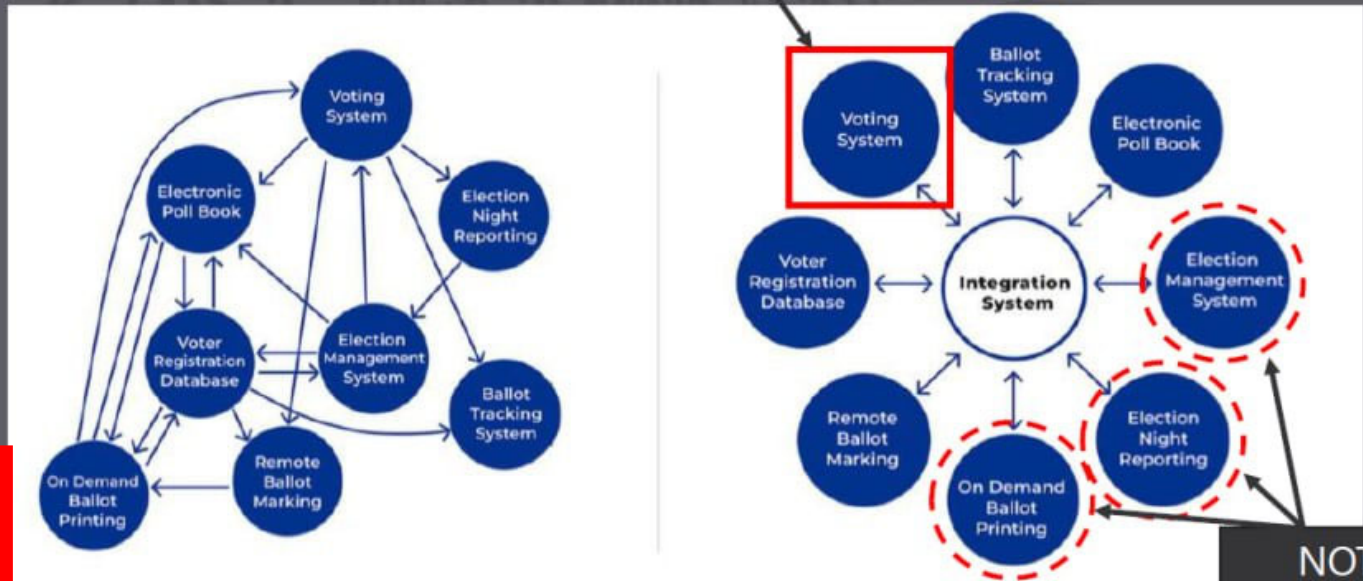 Voting
System
Electronic
Poll Book
Election
Night
Reporting
Voter
Registration
Database
Election
Management
System
Ballot
Tracking
System
On Demand
Ballot
Printing
Remote
Ballot
Marking
Voting
System
Ballot
Tracking
System
Electronic
Poll Book
Voter
Registration
Database
Integration
System
Election
Management
System
Remote
Ballot
Marking
On Demand
Ballot
Printing
Election
Night
Reporting
NOT